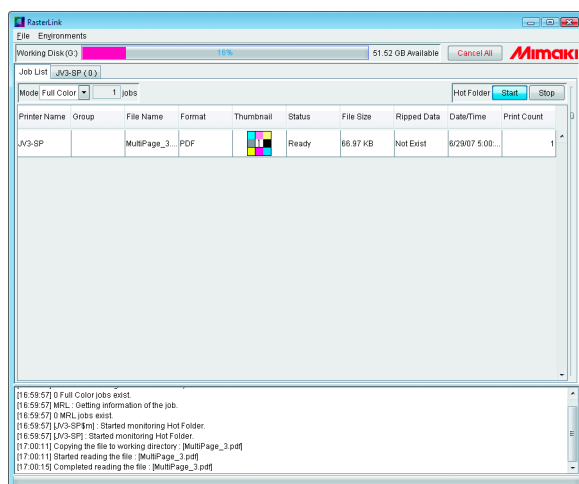 RasterLink
File Environments
Working Disk(G:) 16% 51.52 GB Available Cancel All Mimaki
Job List JV3-SP ( 0 )
Mode Full Color 1 jobs Hot Folder Start Stop
Printer Name Group File Name Format Thumbnail Status File Size Ripped Data Date/Time Print Count
JV3-SP MultiPage_3.... PDF 1 Ready 66.97 KB Not Exist 6/29/07 5:00:... 1
[16:59:57] 0 Full Color jobs exist.
[16:59:57] MRL : Getting information of the job.
[16:59:57] 0 MRL jobs exist.
[16:59:57] [JV3-SP$m] : Started monitoring Hot Folder.
[16:59:57] [JV3-SP] : Started monitoring Hot Folder.
[17:00:11] Copying the file to working directory : [MultiPage_3.pdf]
[17:00:11] Started reading the file : [MultiPage_3.pdf]
[17:00:15] Completed reading the file : [MultiPage_3.pdf]